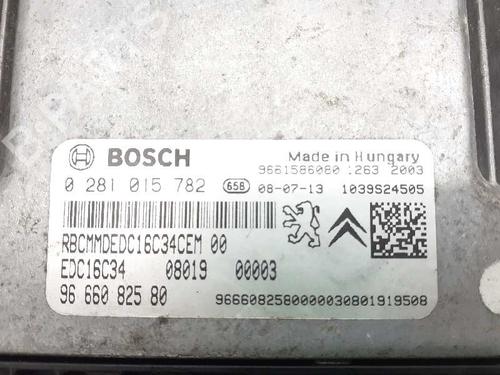 BOSCH
Made in Hungary
9661586080 1263 2003
0 281 015 782 658 08-07-13 1039S24505
RBCMMDEDC16C34CEM 00
EDC16C34 08019 00003
96 660 825 80 9666082580000030801919508